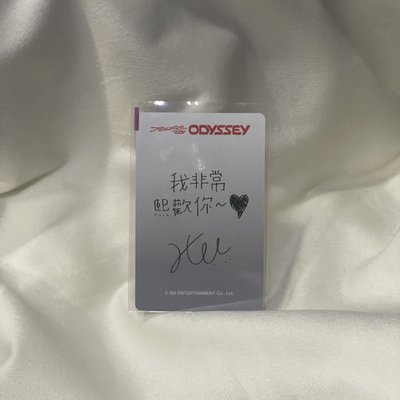 ODYSSEY
我非常
熙歡你~
© SM ENTERTAINMENT Co., Ltd